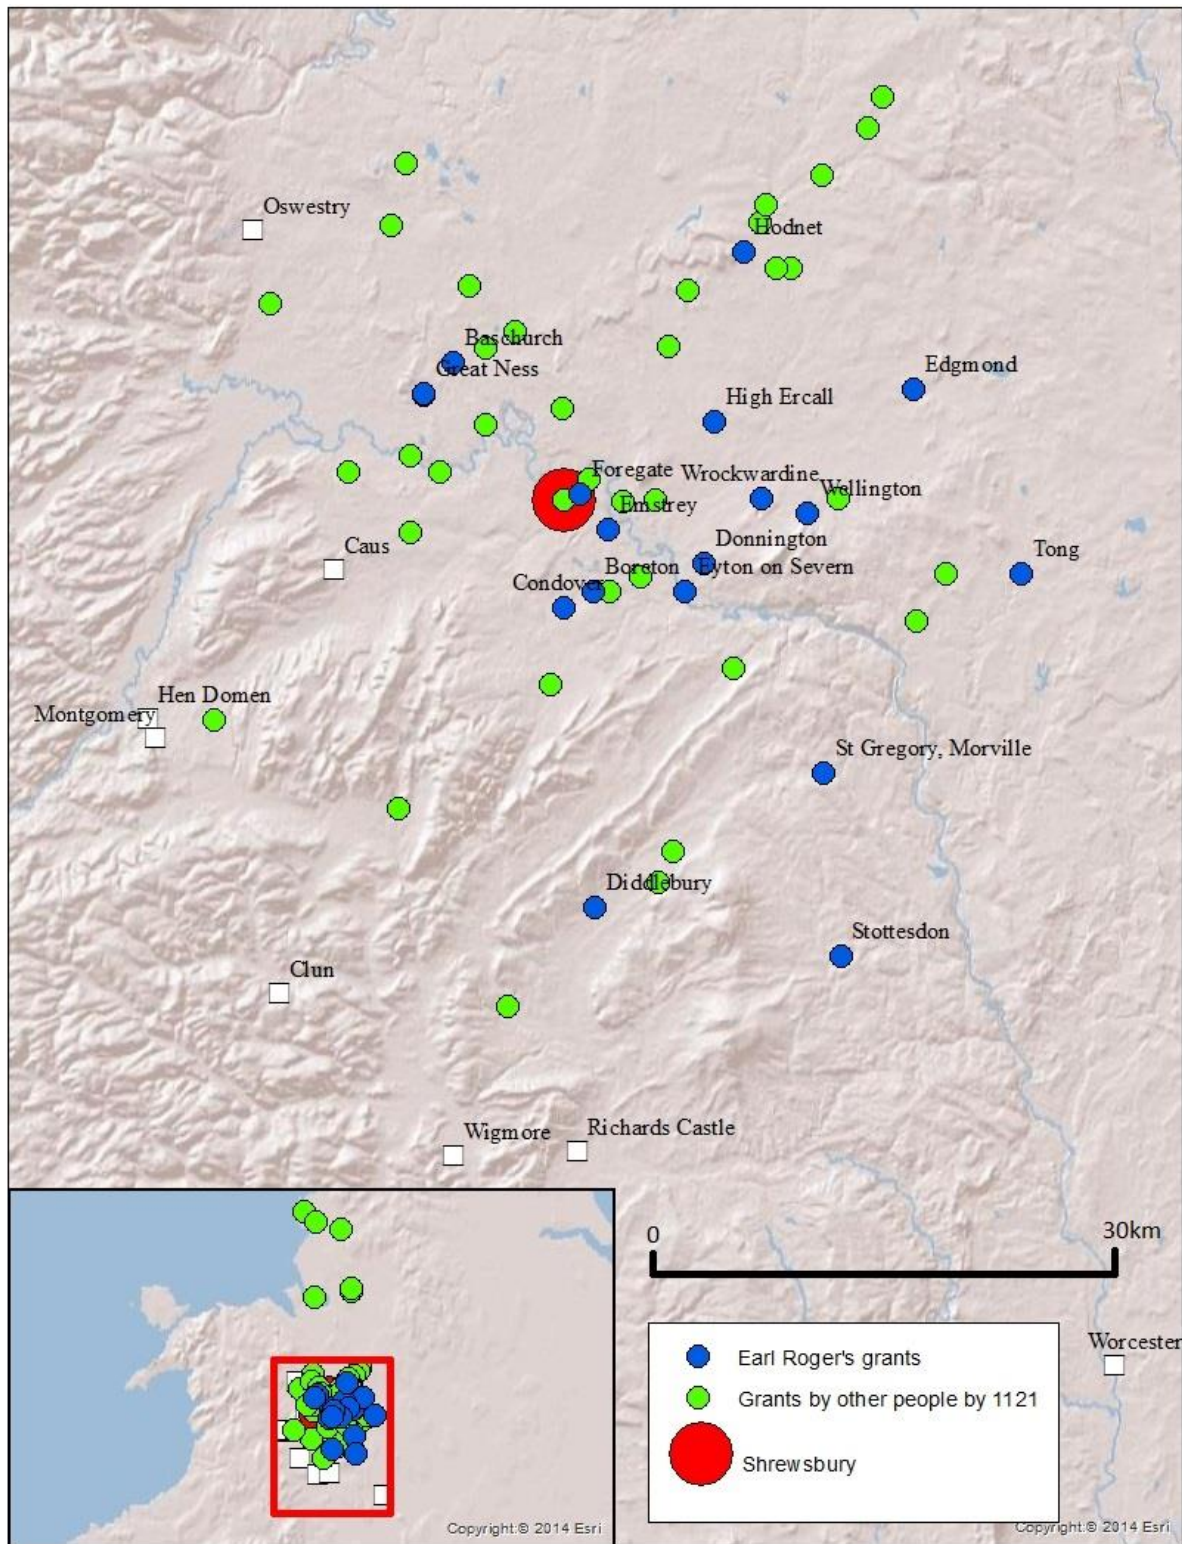 Oswestry
Hodnet
Baschurch
Great Ness
Edgmond
High Ercall
Foregate
Wrockwardine
Wellington
Emstrey
Donnington
Caus
Boreton
Eyton on Severn
Tong
Condover
Hen Domen
Montgomery
St Gregory, Morville
Diddlebury
Stottesdon
Clun
Wigmore
Richards Castle
0
30km
Worcester
Earl Roger's grants
Grants by other people by 1121
Shrewsbury
Copyright:© 2014 Esri
Copyright:© 2014 Esri